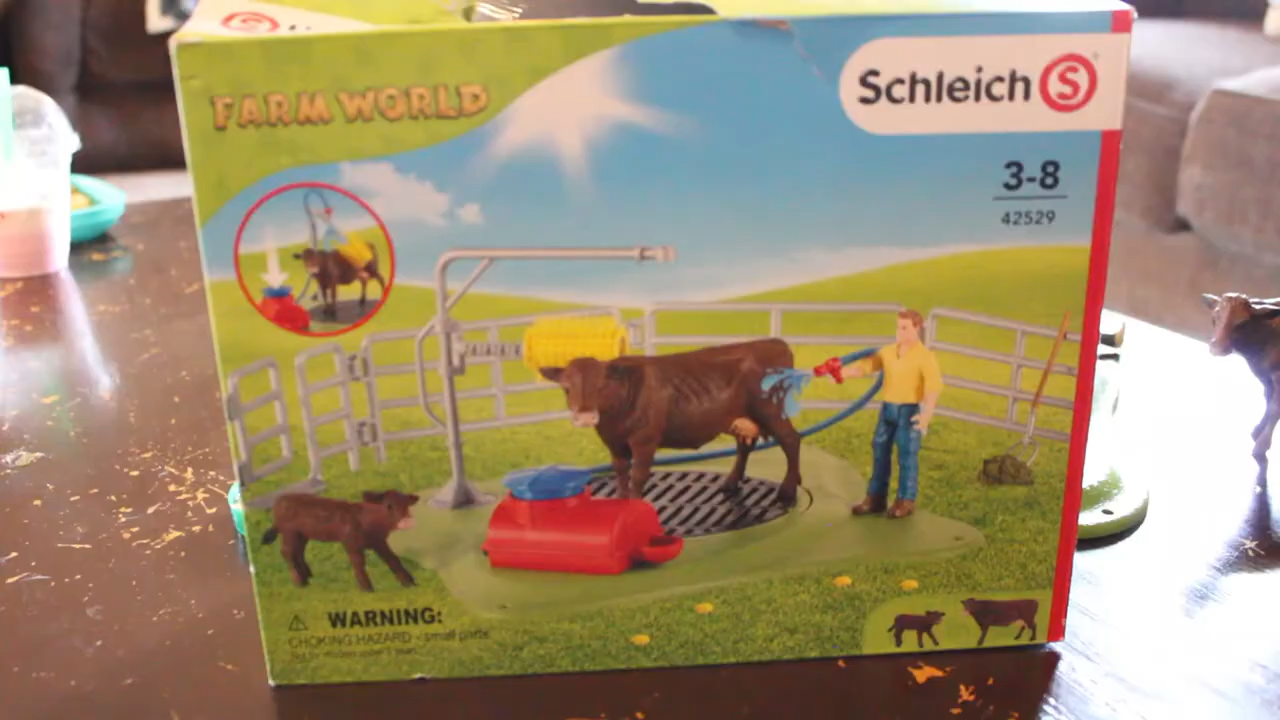 FARM WORLD
Schleich S
3-8
42529
WARNING:
CHOKING HAZARD - small parts